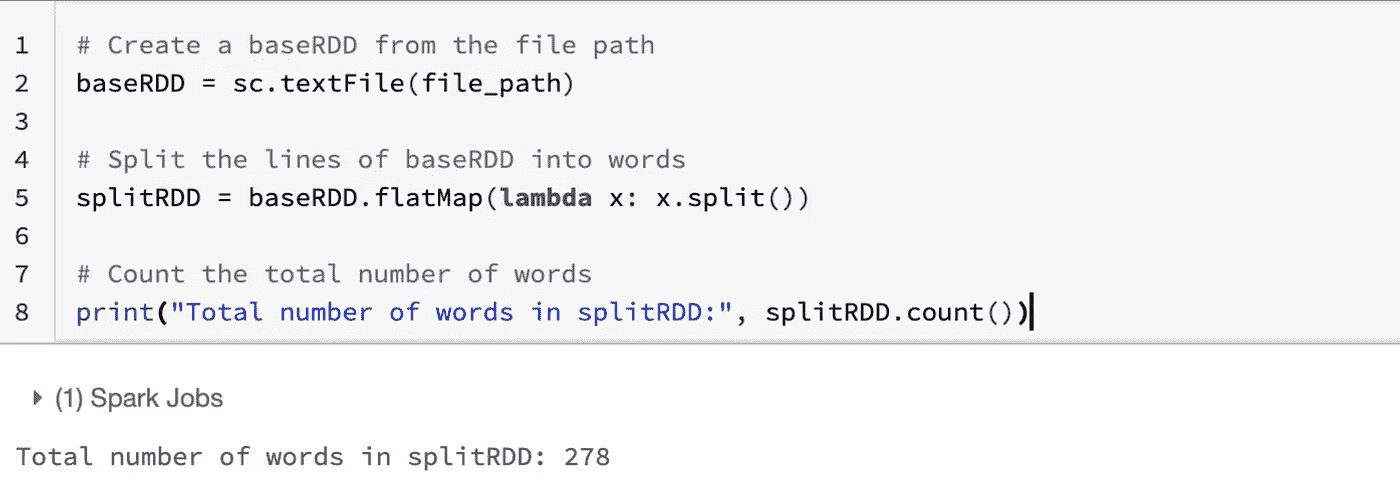 1 # Create a baseRDD from the file path
2 baseRDD = sc.textFile(file_path)
3
4 # Split the lines of baseRDD into words
5 splitRDD = baseRDD.flatMap(lambda x: x.split())
6
7 # Count the total number of words
8 print("Total number of words in splitRDD:", splitRDD.count())
(1) Spark Jobs
Total number of words in splitRDD: 278